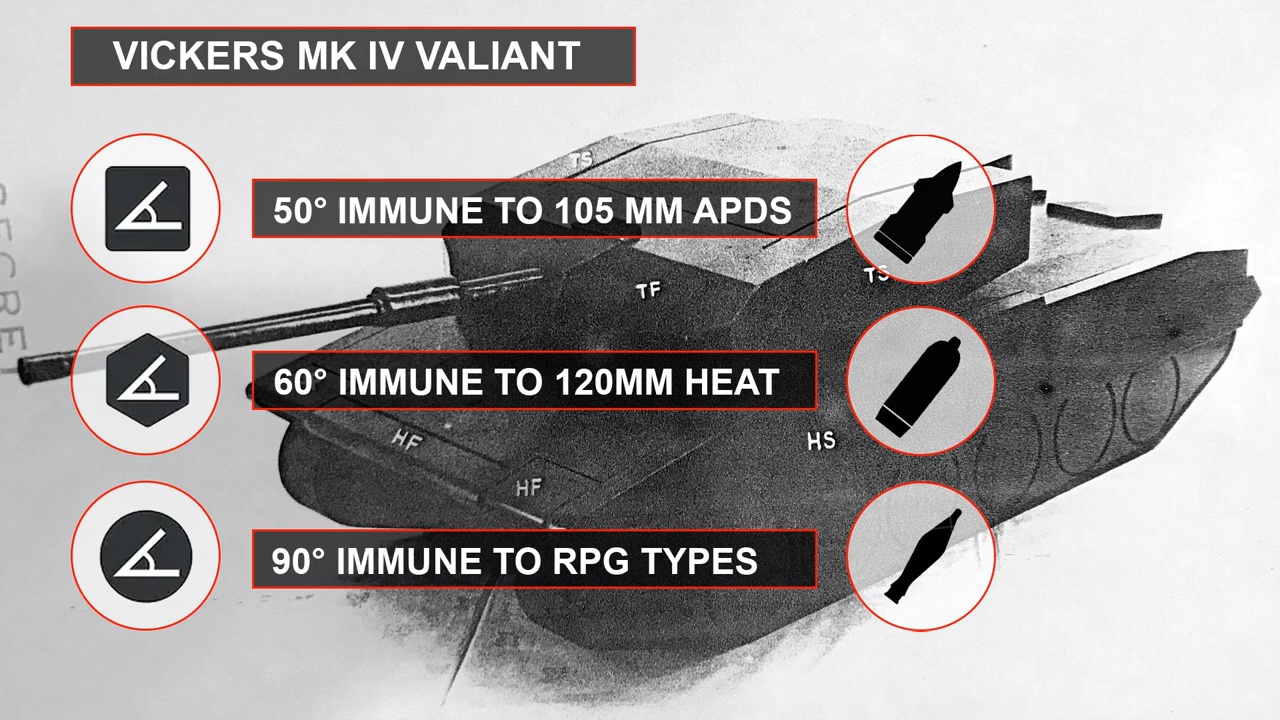 VICKERS MK IV VALIANT
TS
50° IMMUNE TO 105 MM APDS
TS
TF
60° IMMUNE TO 120MM HEAT
HF
HS
HF
90° IMMUNE TO RPG TYPES